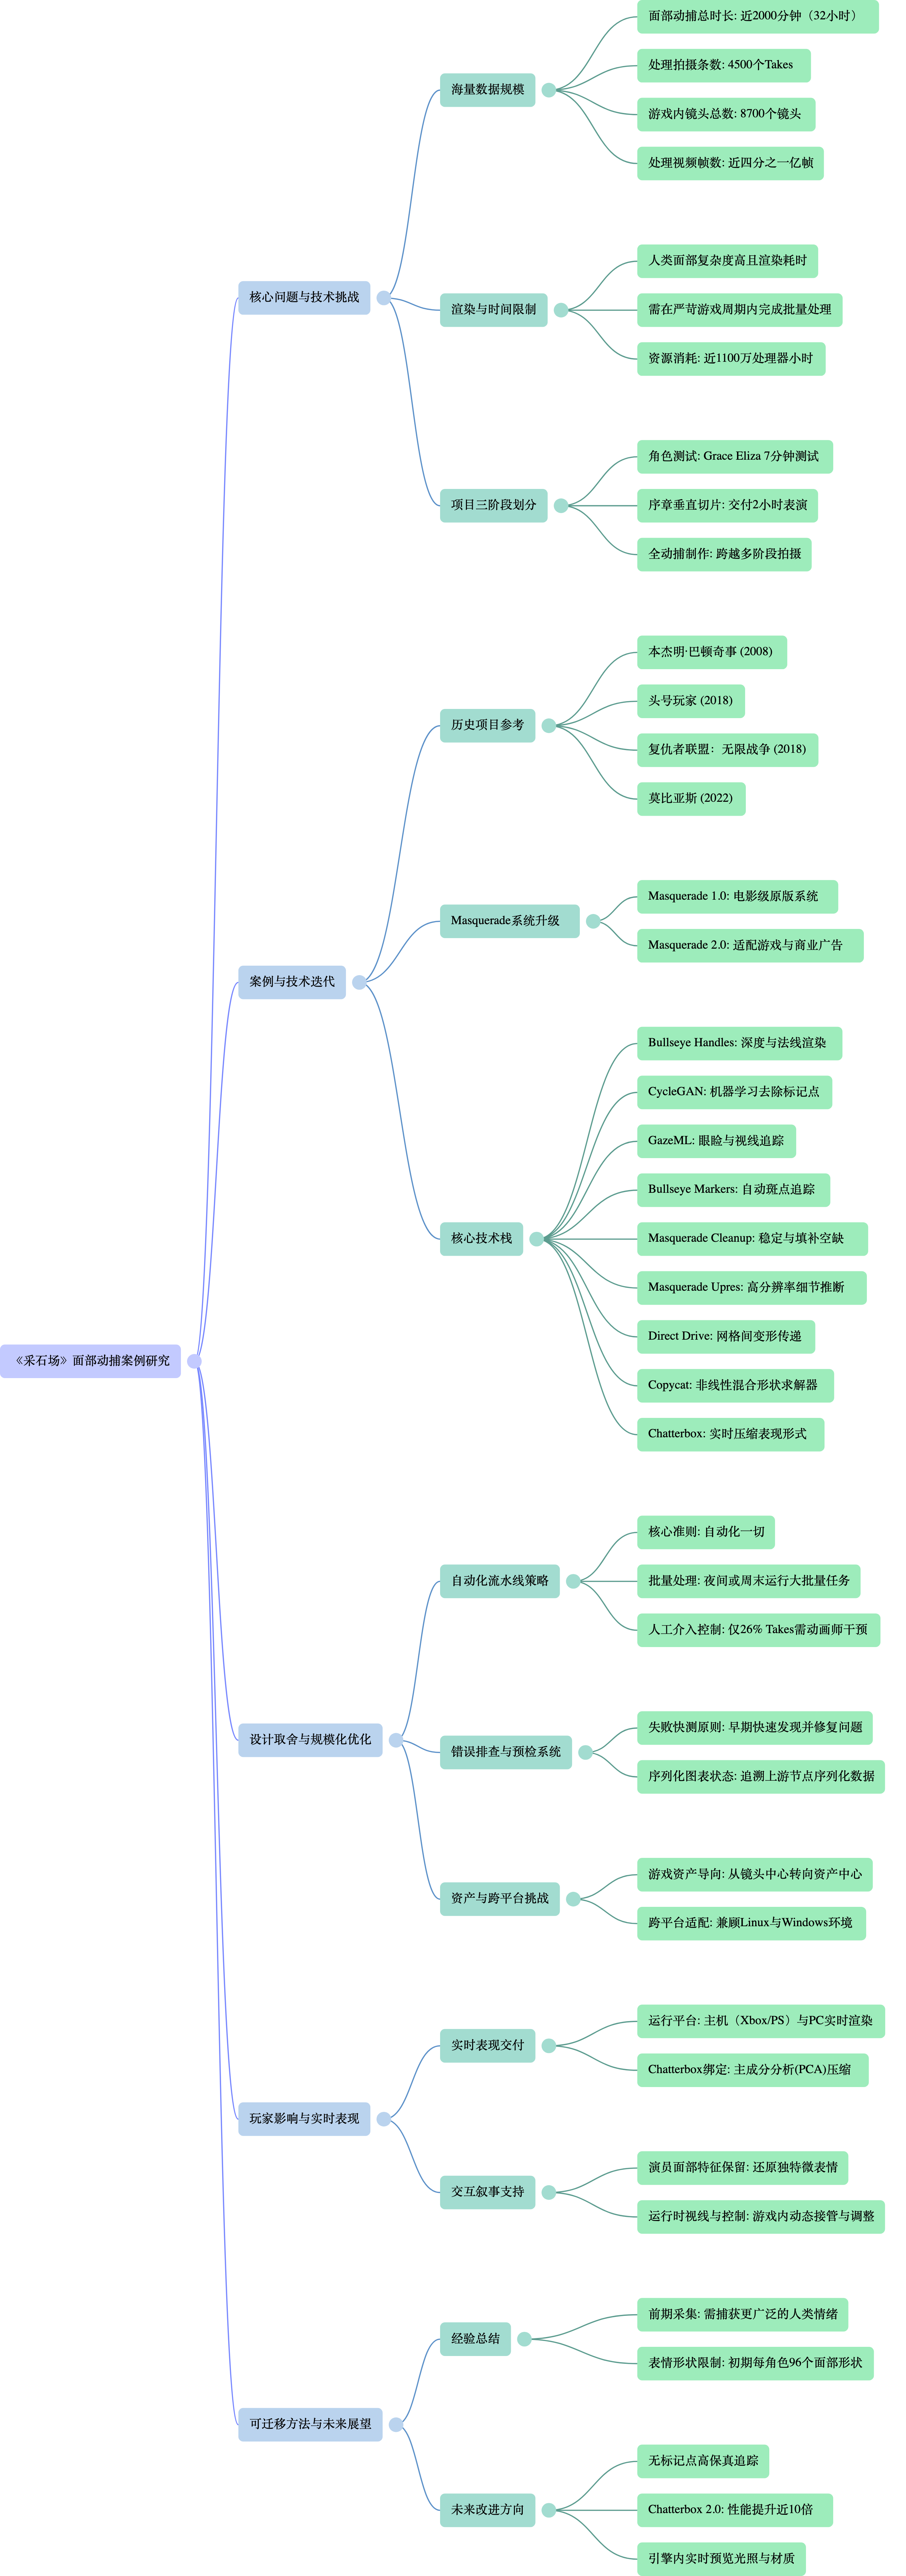 《采石场》面部动捕案例研究
核心问题与技术挑战
海量数据规模
面部动捕总时长: 近2000分钟（32小时）
处理拍摄条数: 4500个Takes
游戏内镜头总数: 8700个镜头
处理视频帧数: 近四分之一亿帧
渲染与时间限制
人类面部复杂度高且渲染耗时
需在严苛游戏周期内完成批量处理
资源消耗: 近1100万处理器小时
项目三阶段划分
角色测试: Grace Eliza 7分钟测试
序章垂直切片: 交付2小时表演
全动捕制作: 跨越多阶段拍摄
案例与技术迭代
历史项目参考
本杰明·巴顿奇事 (2008)
头号玩家 (2018)
复仇者联盟：无限战争 (2018)
莫比亚斯 (2022)
Masquerade系统升级
Masquerade 1.0: 电影级原版系统
Masquerade 2.0: 适配游戏与商业广告
核心技术栈
Bullseye Handles: 深度与法线渲染
CycleGAN: 机器学习去除标记点
GazeML: 眼睑与视线追踪
Bullseye Markers: 自动斑点追踪
Masquerade Cleanup: 稳定与填补空缺
Masquerade Upres: 高分辨率细节推断
Direct Drive: 网格间变形传递
Copycat: 非线性混合形状求解器
Chatterbox: 实时压缩表现形式
设计取舍与规模化优化
自动化流水线策略
核心准则: 自动化一切
批量处理: 夜间或周末运行大批量任务
人工介入控制: 仅26% Takes需动画师干预
错误排查与预检系统
失败快测原则: 早期快速发现并修复问题
序列化图表状态: 追溯上游节点序列化数据
资产与跨平台挑战
游戏资产导向: 从镜头中心转向资产中心
跨平台适配: 兼顾Linux与Windows环境
玩家影响与实时表现
实时表现交付
运行平台: 主机（Xbox/PS）与PC实时渲染
Chatterbox绑定: 主成分分析(PCA)压缩
交互叙事支持
演员面部特征保留: 还原独特微表情
运行时视线与控制: 游戏内动态接管与调整
可迁移方法与未来展望
经验总结
前期采集: 需捕获更广泛的人类情绪
表情形状限制: 初期每角色96个面部形状
未来改进方向
无标记点高保真追踪
Chatterbox 2.0: 性能提升近10倍
引擎内实时预览光照与材质